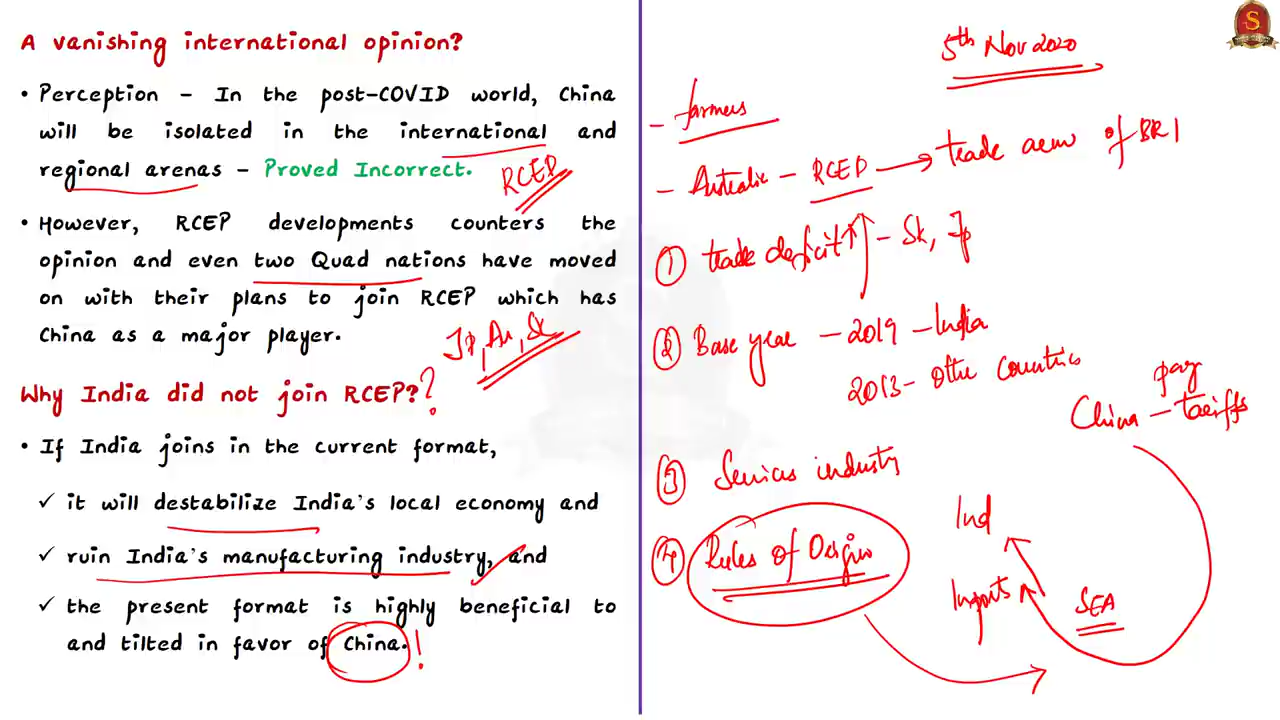 A vanishing international opinion?
• Perception - In the post-COVID world, China
will be isolated in the international and
regional arenas - Proved Incorrect.
RCEP
• However, RCEP developments counters the
opinion and even two Quad nations have moved
on with their plans to join RCEP which has
China as a major player.
Jp, Au, Sk
Why India did not join RCEP??
• If India joins in the current format,
✓ it will destabilize India's local economy and
✓ ruin India's manufacturing industry, and
✓ the present format is highly beneficial to
and tilted in favor of China.!
S
5th Nov 2020
- farmers
- Australia - RCEP → trade arm of BRI
① trade deficit ↑ - Sk, Jp
② Base year - 2019 - India
2013 - Other countries
pay
China - tariffs
③ Services industry
④ Rules of Origin
Ind
Inputs
SEA